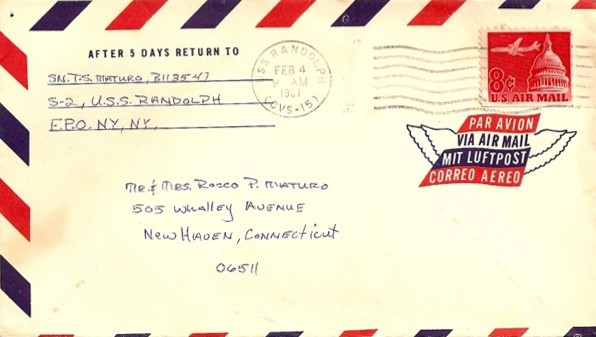 AFTER 5 DAYS RETURN TO
SN. T.S. MATURO,
S-2, U.S.S. RANDOLPH
F.P.O. NY, NY,
USS RANDOLPH
FEB 4
AM
1967
(CVS-15)
8¢
U.S. AIR MAIL
PAR AVION
VIA AIR MAIL
MIT LUFTPOST
CORREO AEREO
Mr & Mrs. Rocco P. Maturo
505 Whalley Avenue
New Haven, Connecticut
06511